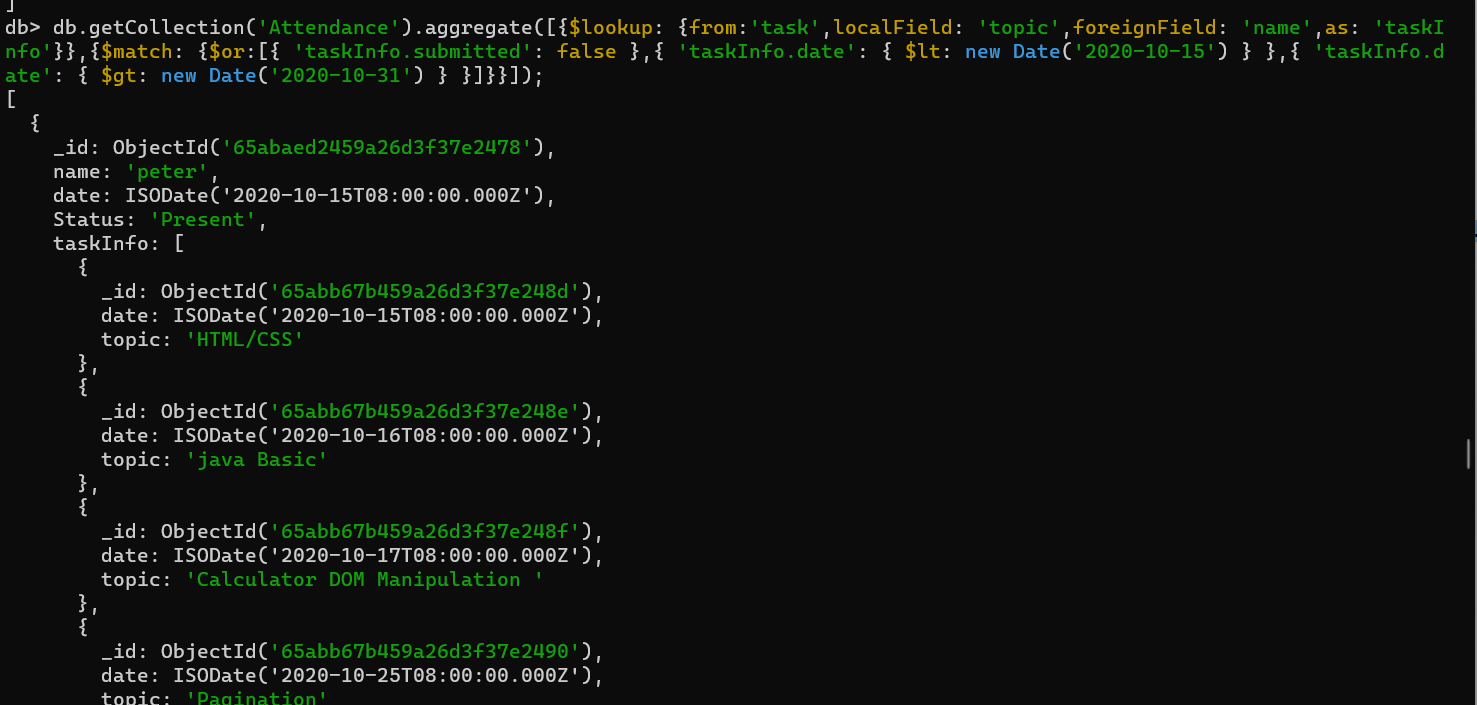 ]
db> db.getCollection('Attendance').aggregate([{$lookup: {from:'task',localField: 'topic',foreignField: 'name',as: 'taskI
nfo'}},{$match: {$or:[{ 'taskInfo.submitted': false },{ 'taskInfo.date': { $lt: new Date('2020-10-15') } },{ 'taskInfo.d
ate': { $gt: new Date('2020-10-31') } }]}}]);
[
  {
    _id: ObjectId('65abaed2459a26d3f37e2478'),
    name: 'peter',
    date: ISODate('2020-10-15T08:00:00.000Z'),
    Status: 'Present',
    taskInfo: [
      {
        _id: ObjectId('65abb67b459a26d3f37e248d'),
        date: ISODate('2020-10-15T08:00:00.000Z'),
        topic: 'HTML/CSS'
      },
      {
        _id: ObjectId('65abb67b459a26d3f37e248e'),
        date: ISODate('2020-10-16T08:00:00.000Z'),
        topic: 'java Basic'
      },
      {
        _id: ObjectId('65abb67b459a26d3f37e248f'),
        date: ISODate('2020-10-17T08:00:00.000Z'),
        topic: 'Calculator DOM Manipulation '
      },
      {
        _id: ObjectId('65abb67b459a26d3f37e2490'),
        date: ISODate('2020-10-25T08:00:00.000Z'),
        topic: 'Pagination'